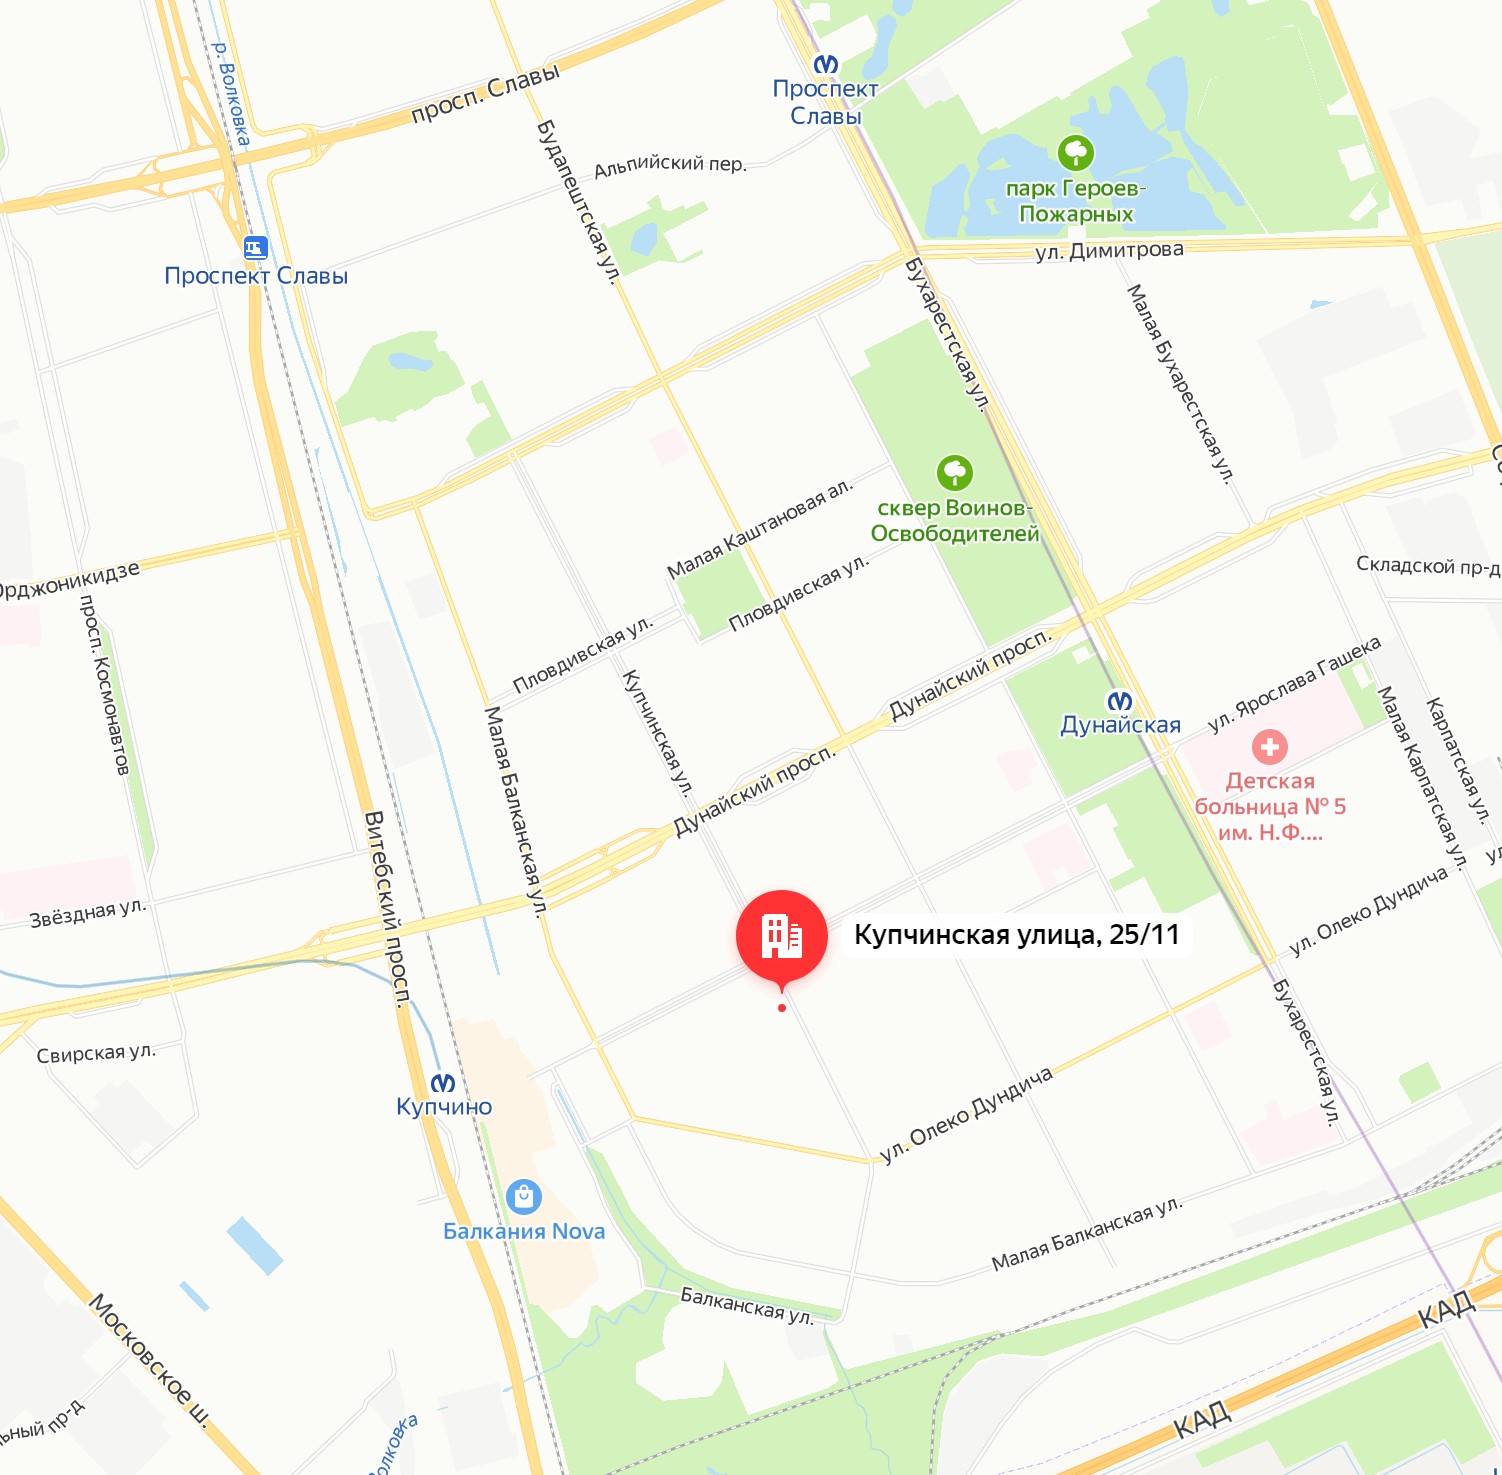 р. Волковка
просп. Славы
Проспект
Славы
Будапештская ул.
Альпийский пер.
парк Героев-
Пожарных
ул. Димитрова
Проспект Славы
Бухарестская ул.
Малая Бухарестская ул.
сквер Воинов-
Освободителей
Малая Каштановая ал.
Орджоникидзе
Складской пр-д
Пловдивская ул.
Пловдивская ул.
просп. Космонавтов
Купчинская ул.
Дунайский просп.
ул. Ярослава Гашека
Дунайская
Малая Карпатская ул.
Карпатская ул.
Малая Балканская ул.
Дунайский просп.
Детская
больница № 5
им. Н.Ф....
Витебский просп.
Звёздная ул.
Купчинская улица, 25/11
ул. Олеко Дундича
Бухарестская ул.
Свирская ул.
Купчино
ул. Олеко Дундича
Балкания Nova
Малая Балканская ул.
Балканская ул.
Московское ш.
КАД
КАД
Волковка